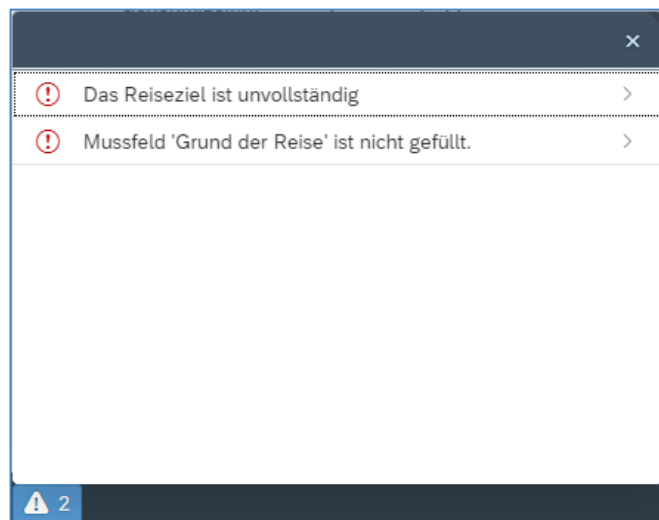 Das Reiseziel ist unvollständig
Mussfeld 'Grund der Reise' ist nicht gefüllt.
2